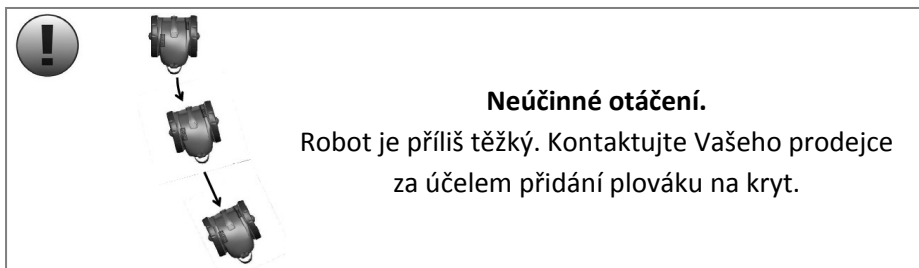 !
Neúčinné otáčení.
Robot je příliš těžký. Kontaktujte Vašeho prodejce
za účelem přidání plováku na kryt.